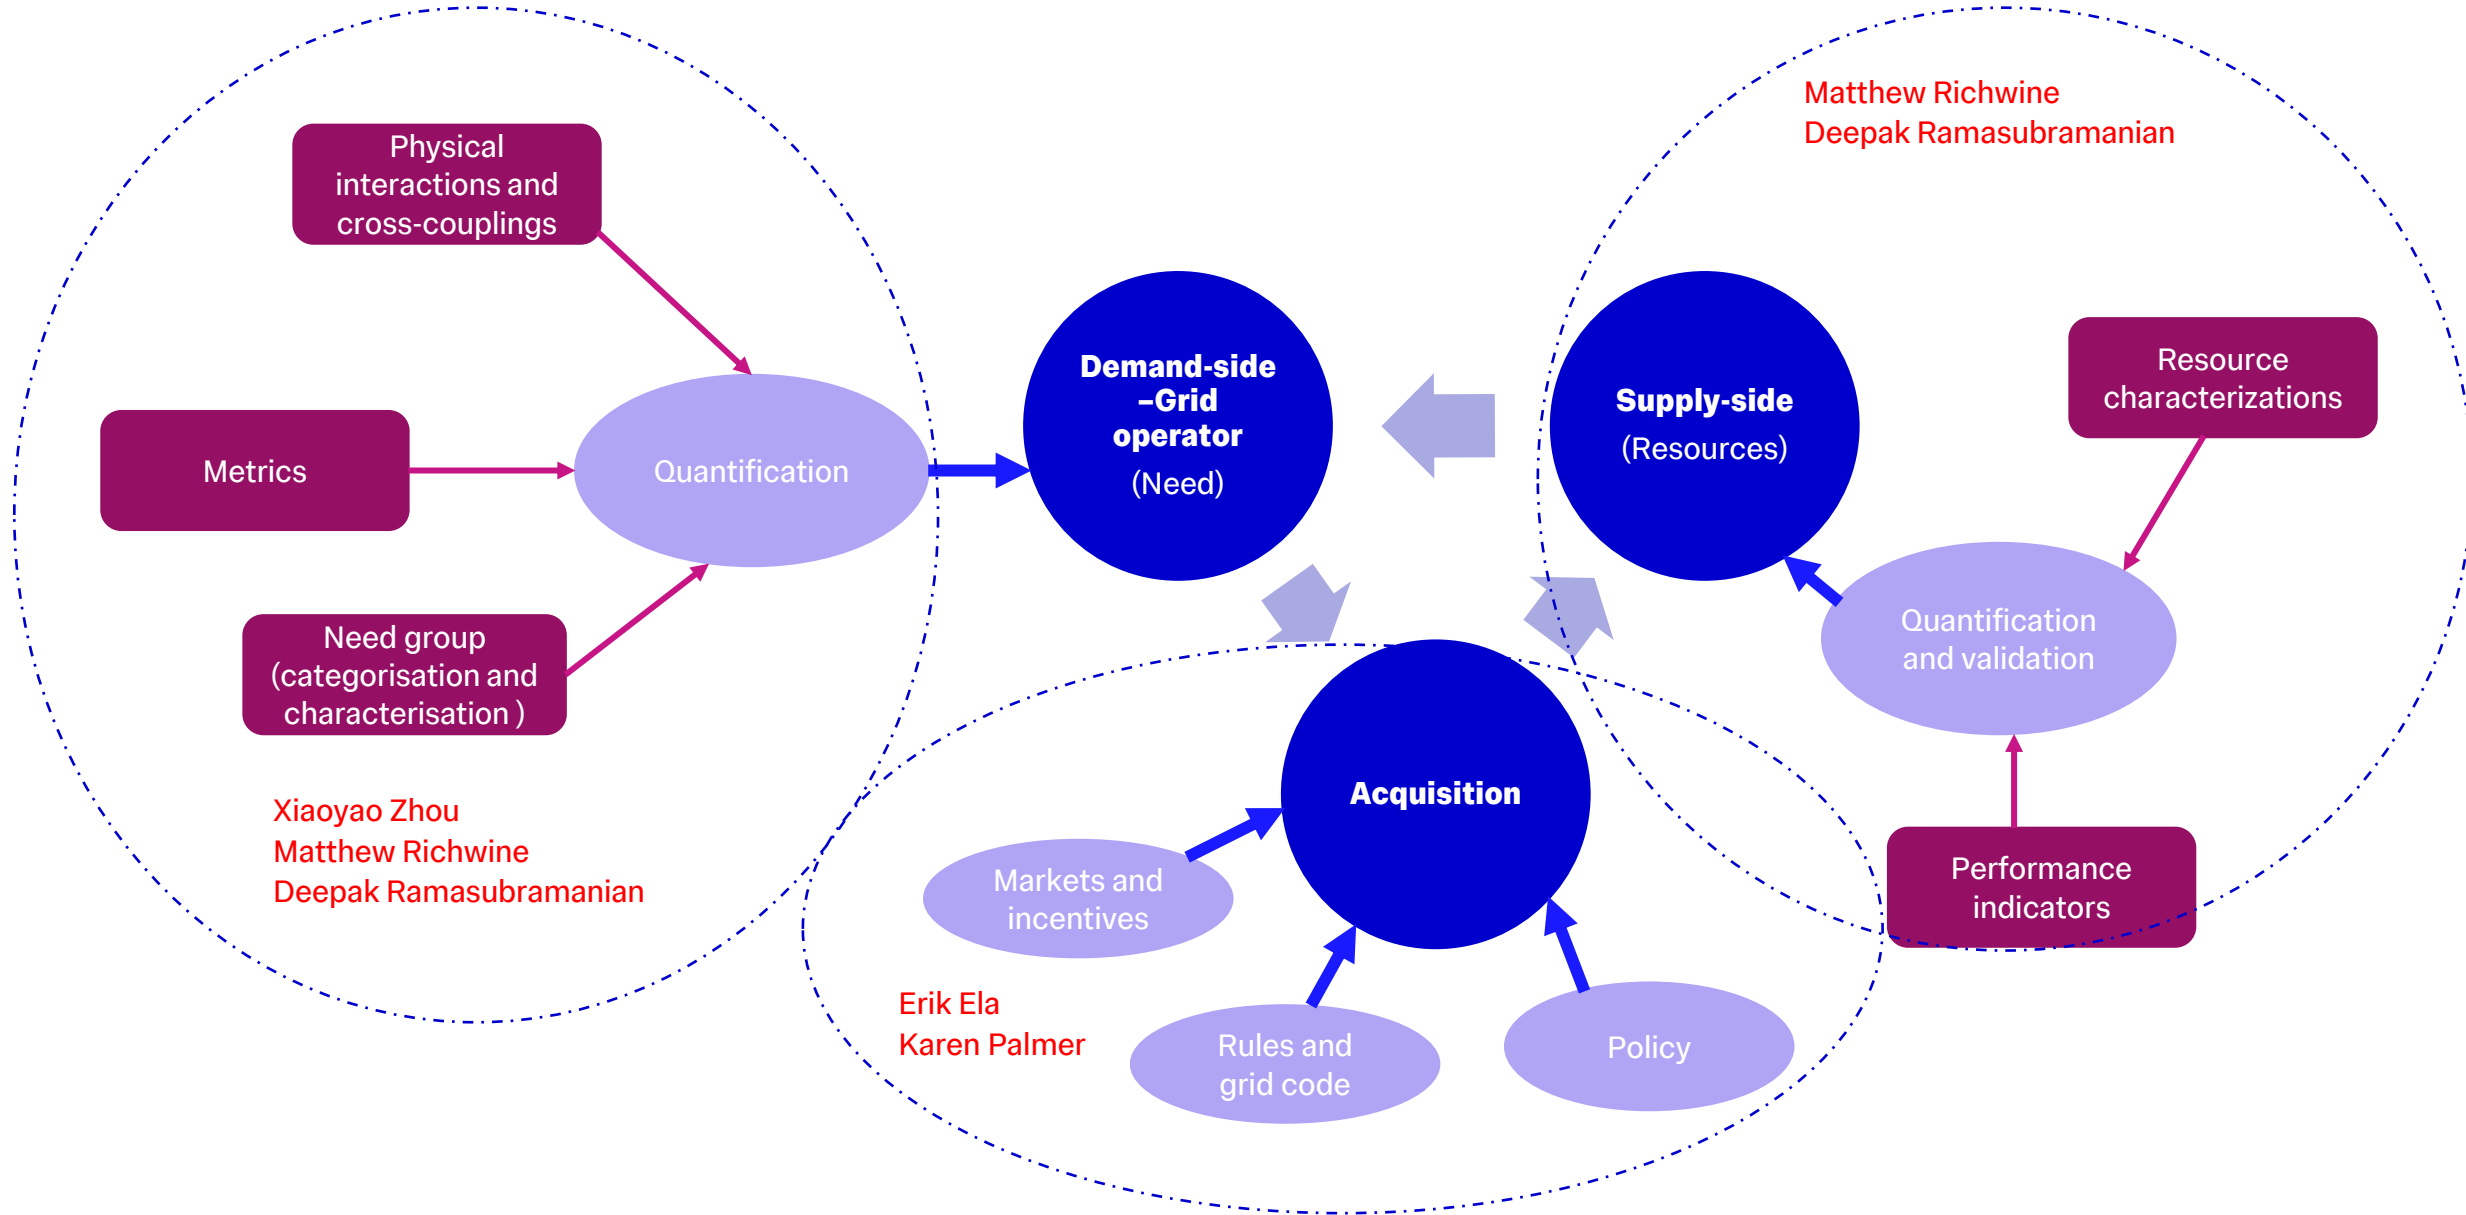 Matthew Richwine
Deepak Ramasubramanian
Physical
interactions and
cross-couplings
Metrics
Need group
(categorisation and
characterisation )
Quantification
Xiaoyao Zhou
Matthew Richwine
Deepak Ramasubramanian
Demand-side
–Grid
operator
(Need)
Supply-side
(Resources)
Resource
characterizations
Quantification
and validation
Performance
indicators
Acquisition
Markets and
incentives
Erik Ela
Karen Palmer
Rules and
grid code
Policy